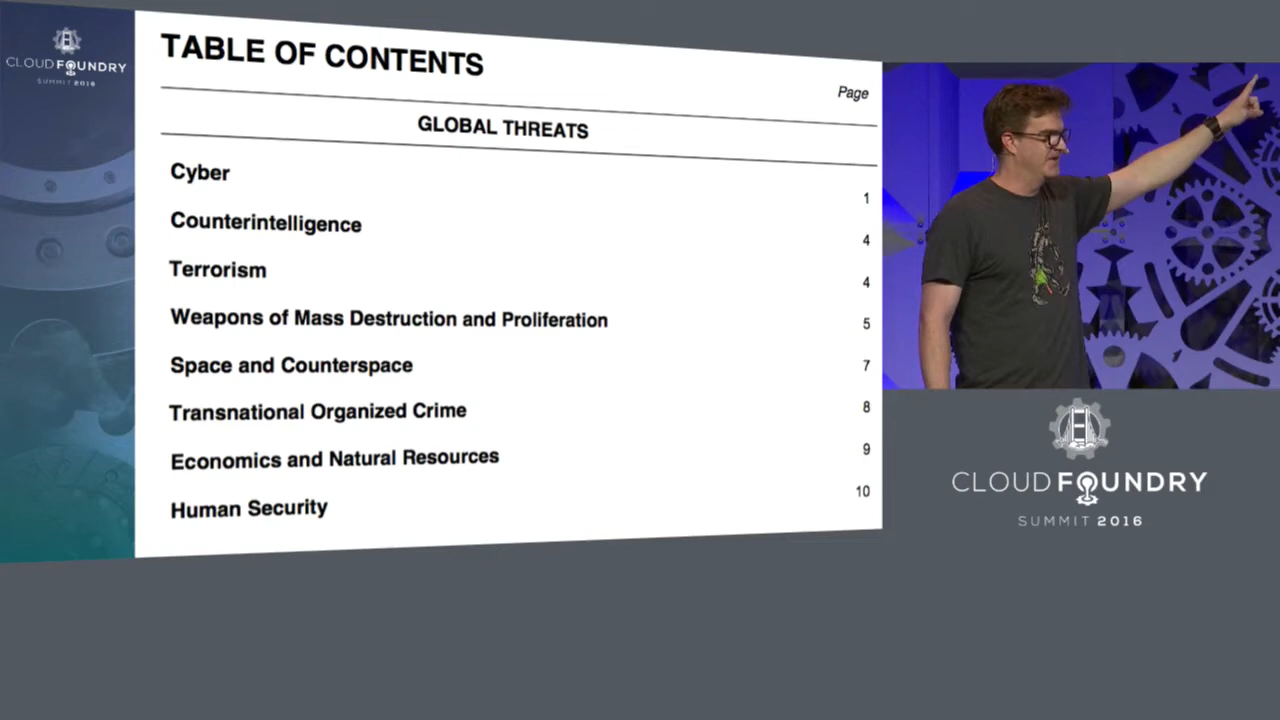 CLOUD FOUNDRY
SUMMIT 2016
TABLE OF CONTENTS
Page
GLOBAL THREATS
Cyber 1
Counterintelligence 4
Terrorism 4
Weapons of Mass Destruction and Proliferation 5
Space and Counterspace 7
Transnational Organized Crime 8
Economics and Natural Resources 9
Human Security 10
CLOUD FOUNDRY
SUMMIT 2016